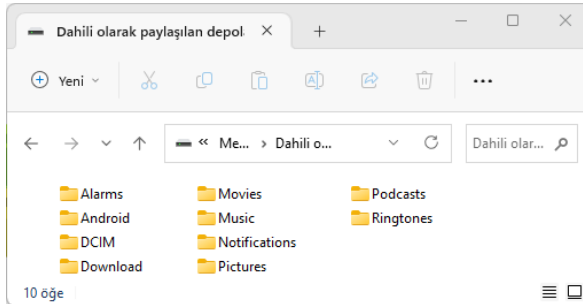 Dahili olarak paylaşılan depol
Yeni
Me... Dahili o...
Dahili olar...
Alarms
Android
DCIM
Download
Movies
Music
Notifications
Pictures
Podcasts
Ringtones
10 öğe